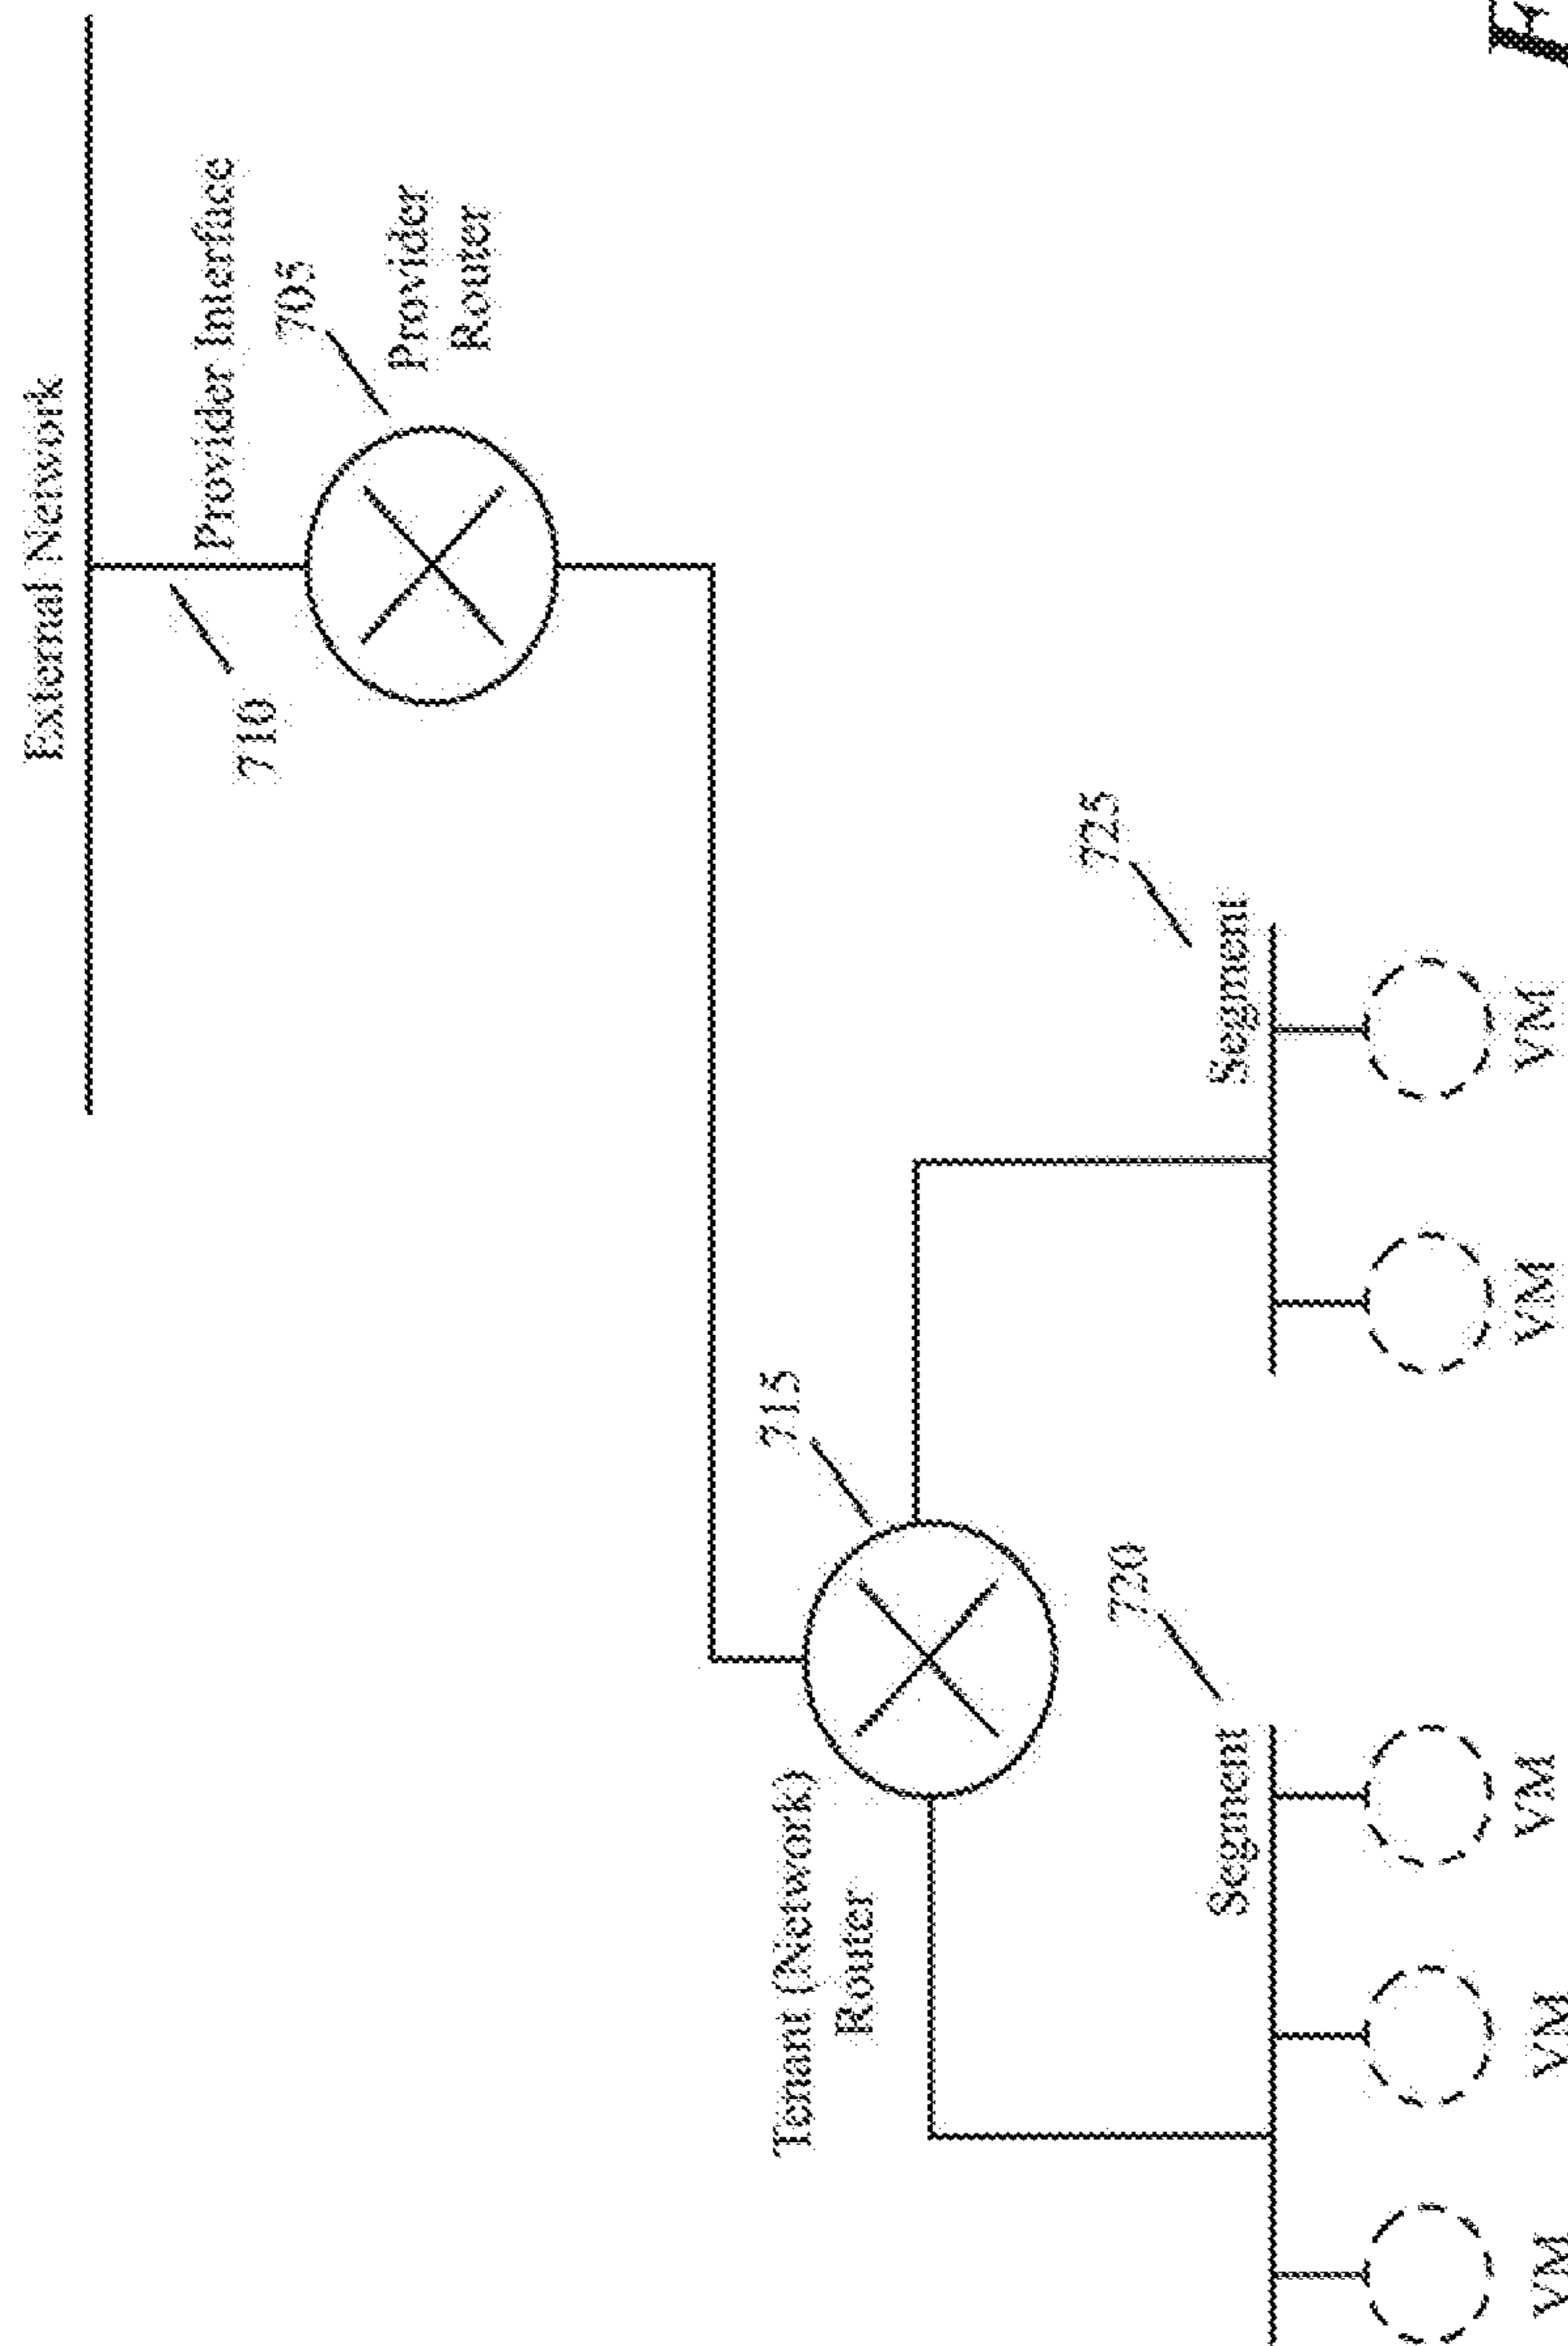 External Network
710
Provider Interface
705
Provider
Router
Tenant (Network)
Router
715
Segment
720
Segment
725
VM
VM
VM
VM
VM